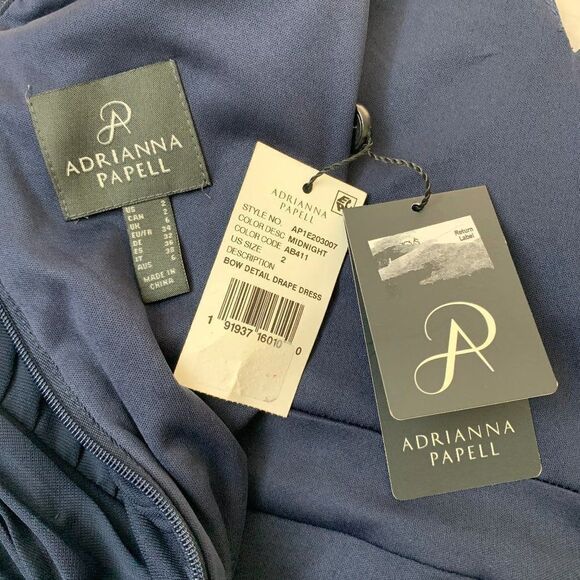 ADRIANNA
PAPELL
US 2
CAN 2
UK 6
EU/FR 34
DE 32
ES 36
IT 38
AUS 6
MADE IN
CHINA
ADRIANNA
PAPELL
STYLE NO. AP1E203007
COLOR DESC MIDNIGHT
COLOR CODE AB411
US SIZE 2
DESCRIPTION
BOW DETAIL DRAPE DRESS
1 91937 16010 0
Return
Label
ADRIANNA
PAPELL